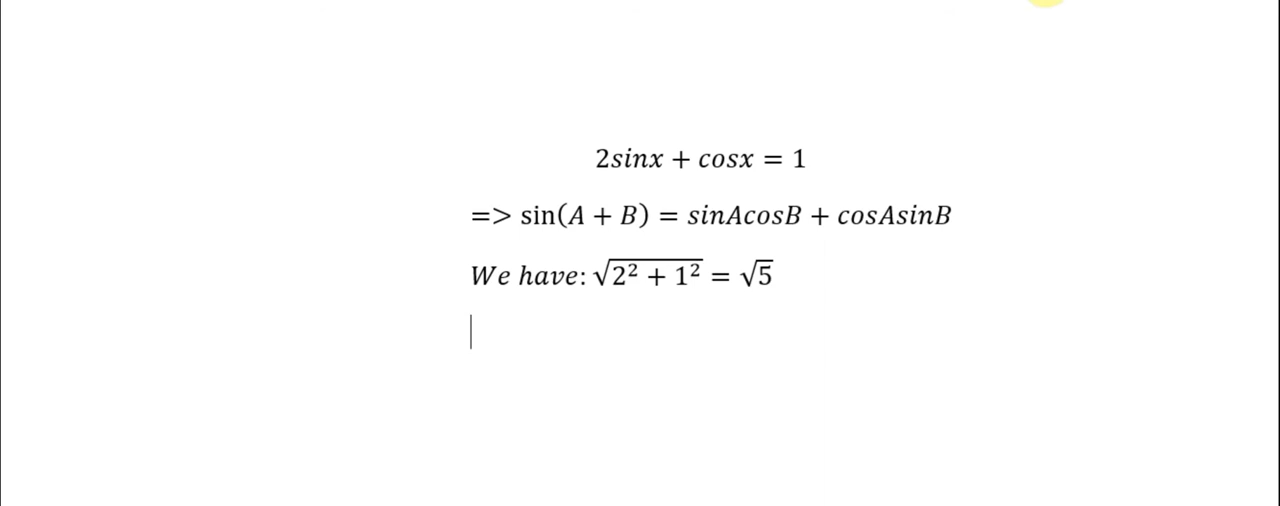 2sinx + cosx = 1
=> sin(A + B) = sinAcosB + cosAsinB
We have: √2² + 1² = √5